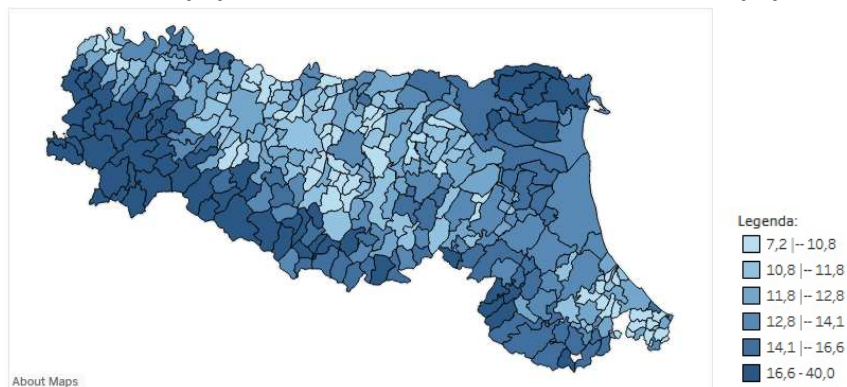 Legenda:
7,2 |-- 10,8
10,8 |-- 11,8
11,8 |-- 12,8
12,8 |-- 14,1
14,1 |-- 16,6
16,6 - 40,0
About Maps